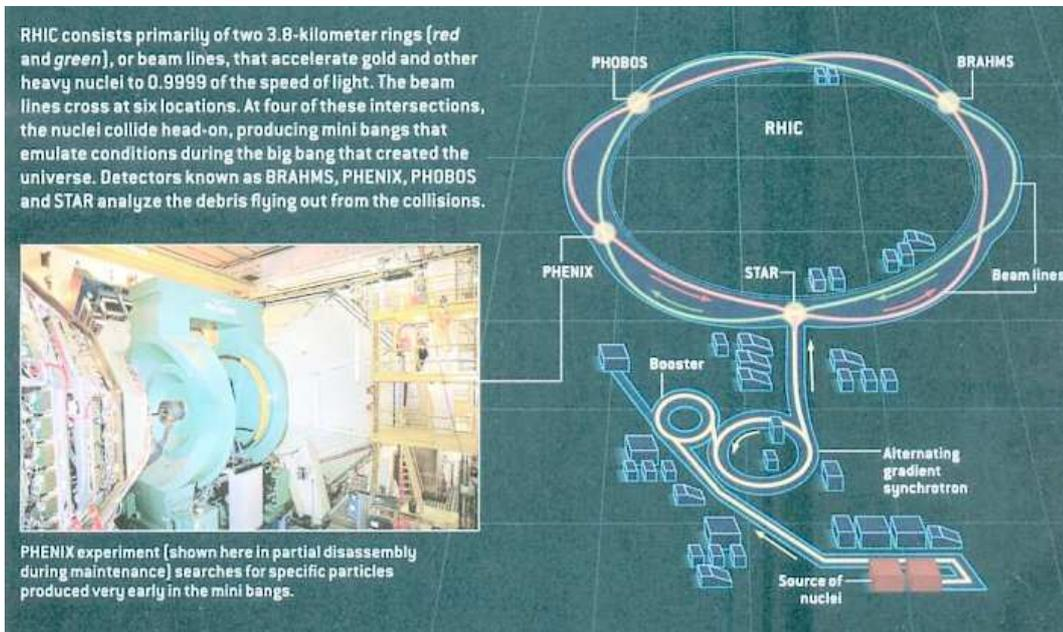 RHIC consists primarily of two 3.8-kilometer rings (red
and green), or beam lines, that accelerate gold and other
heavy nuclei to 0.9999 of the speed of light. The beam
lines cross at six locations. At four of these intersections,
the nuclei collide head-on, producing mini bangs that
emulate conditions during the big bang that created the
universe. Detectors known as BRAHMS, PHENIX, PHOBOS
and STAR analyze the debris flying out from the collisions.
PHOBOS
BRAHMS
RHIC
PHENIX
STAR
Beam lines
Booster
Alternating
gradient
synchrotron
Source of
nuclei
PHENIX experiment (shown here in partial disassembly
during maintenance) searches for specific particles
produced very early in the mini bangs.